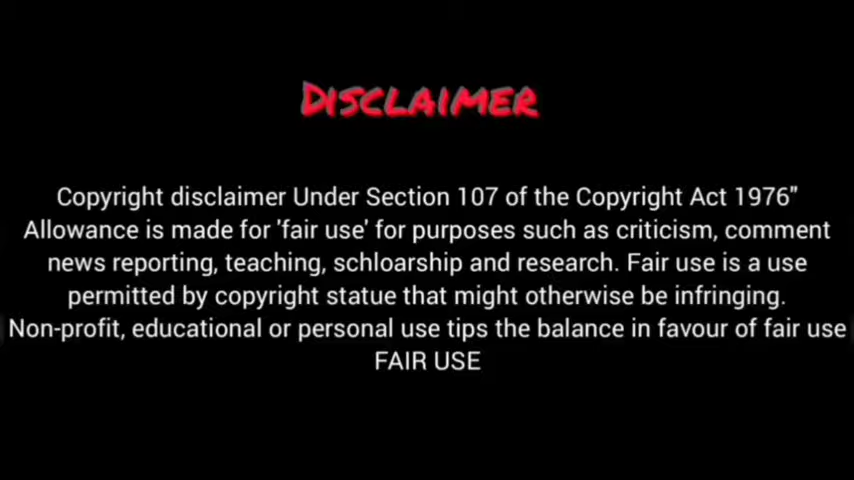 DISCLAIMER
Copyright disclaimer Under Section 107 of the Copyright Act 1976"
Allowance is made for 'fair use' for purposes such as criticism, comment
news reporting, teaching, schloarship and research. Fair use is a use
permitted by copyright statue that might otherwise be infringing.
Non-profit, educational or personal use tips the balance in favour of fair use
FAIR USE